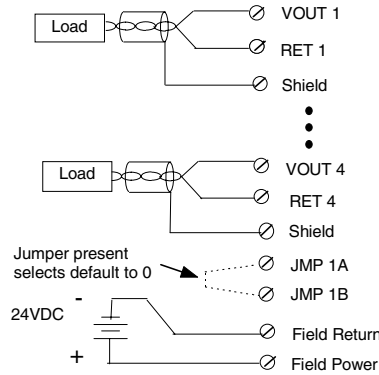 Load
VOUT 1
RET 1
Shield
Load
VOUT 4
RET 4
Shield
Jumper present
selects default to 0
JMP 1A
JMP 1B
24VDC
-
+
Field Return
Field Power